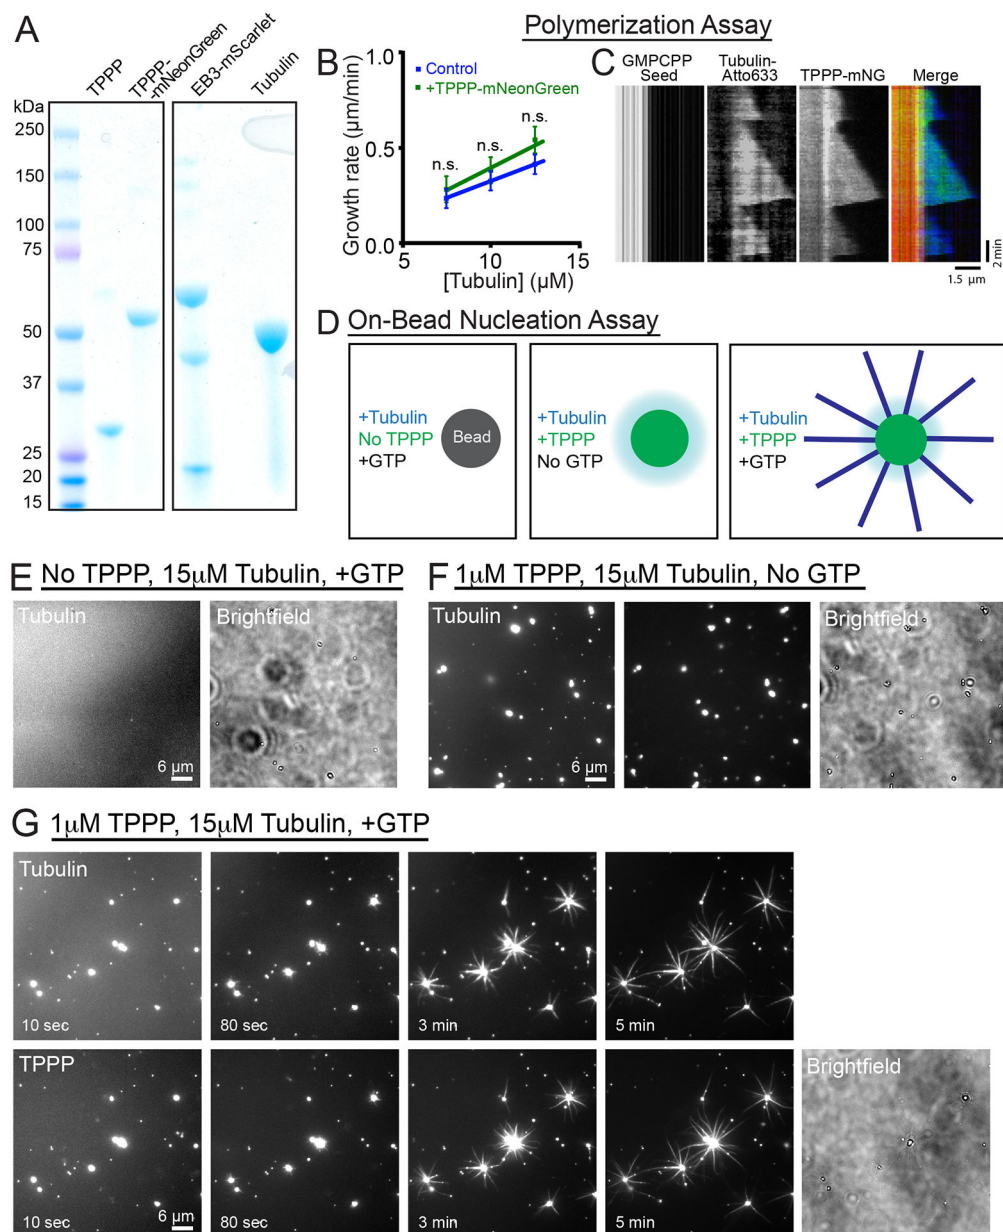 A
TPPP
TPPP-
-mNeonGreen
EB3-mScarlet
Tubulin
kDa
250
150
100
75
50
37
25
20
15
Polymerization Assay
B
Growth rate (µm/min)
1.0
0.5
0.0
Control
+TPPP-mNeonGreen
n.s.
n.s.
n.s.
5
10
15
[Tubulin] (µM)
C
GMPCPP
Seed
Tubulin-
Atto633
TPPP-mNG
Merge
2 min
1.5 µm
D On-Bead Nucleation Assay
+Tubulin
No TPPP
+GTP
Bead
+Tubulin
+TPPP
No GTP
+Tubulin
+TPPP
+GTP
E No TPPP, 15µM Tubulin, +GTP
Tubulin
6 µm
Brightfield
F 1µM TPPP, 15µM Tubulin, No GTP
Tubulin
6 µm
Brightfield
G 1µM TPPP, 15µM Tubulin, +GTP
Tubulin
10 sec
80 sec
3 min
5 min
TPPP
10 sec
6 µm
80 sec
3 min
5 min
Brightfield